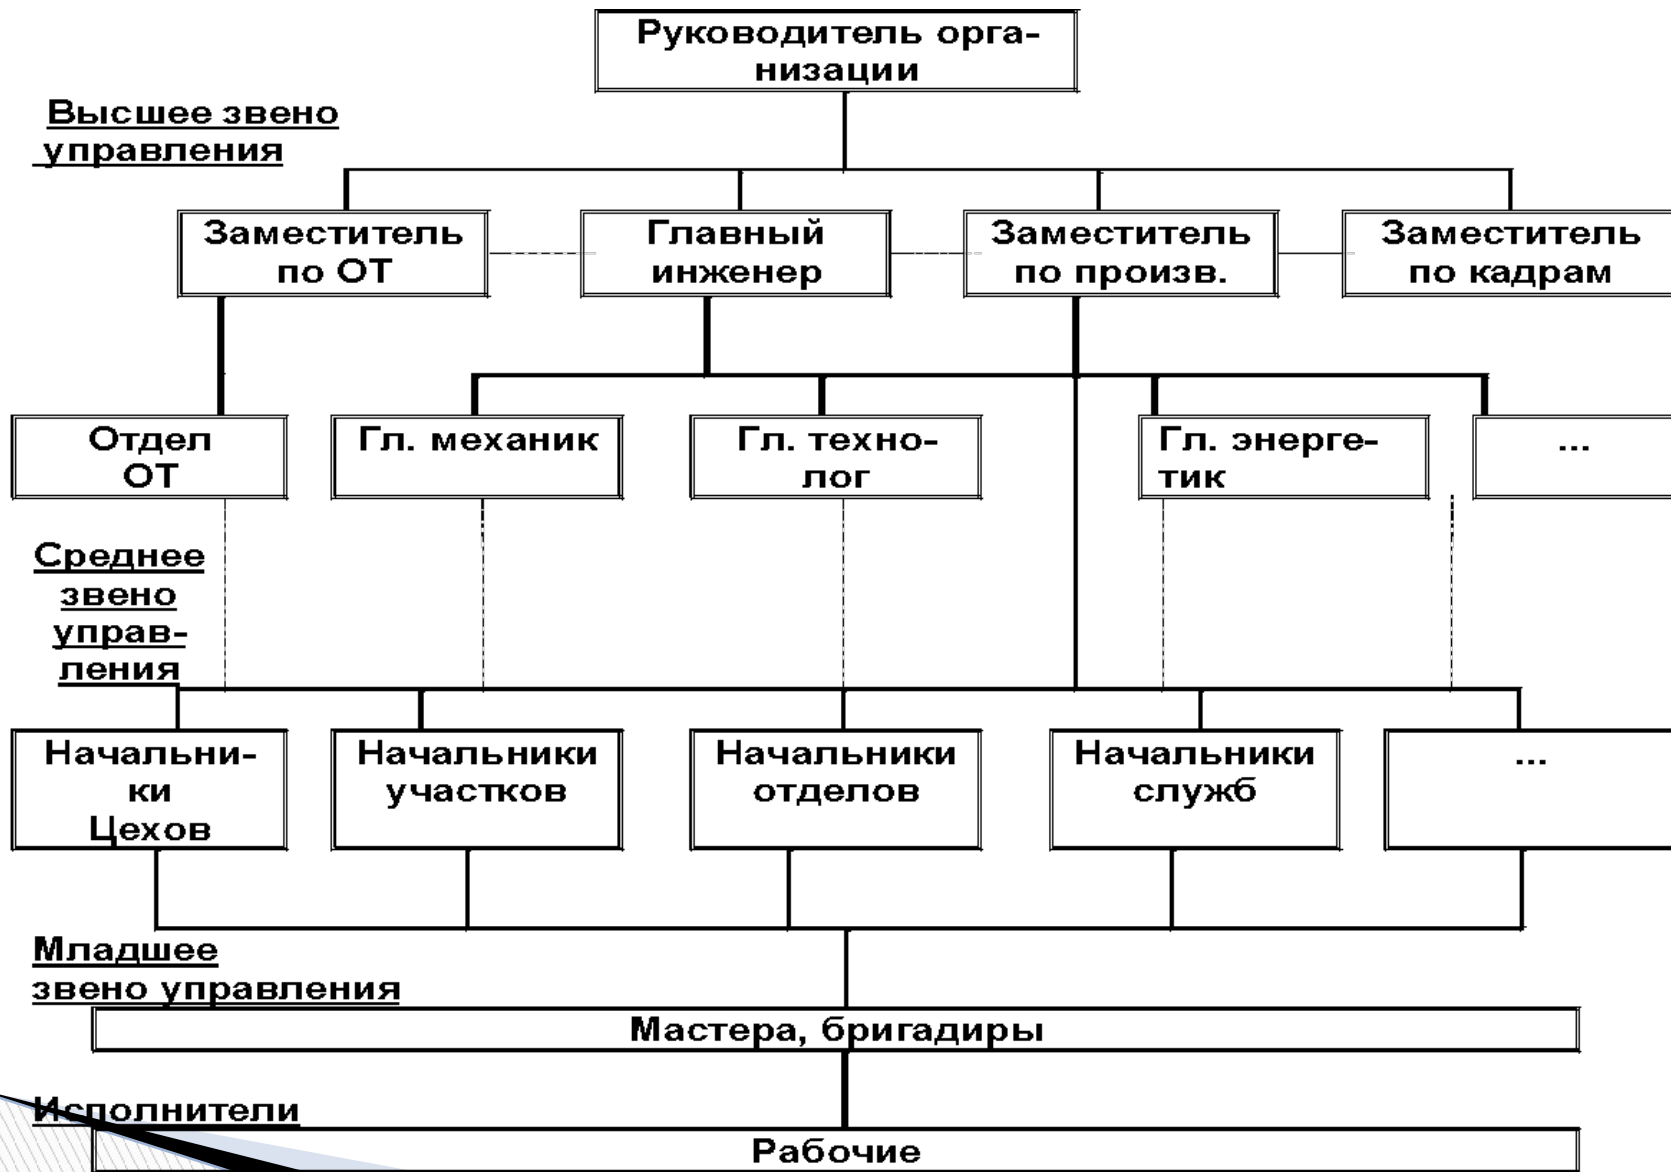 Руководитель орга-
низации
Высшее звено
управления
Заместитель
по ОТ
Главный
инженер
Заместитель
по произв.
Заместитель
по кадрам
Отдел
ОТ
Гл. механик
Гл. техно-
лог
Гл. энерге-
тик
...
Среднее
звено
управ-
ления
Начальни-
ки
Цехов
Начальники
участков
Начальники
отделов
Начальники
служб
...
Младшее
звено управления
Мастера, бригадиры
Исполнители
Рабочие